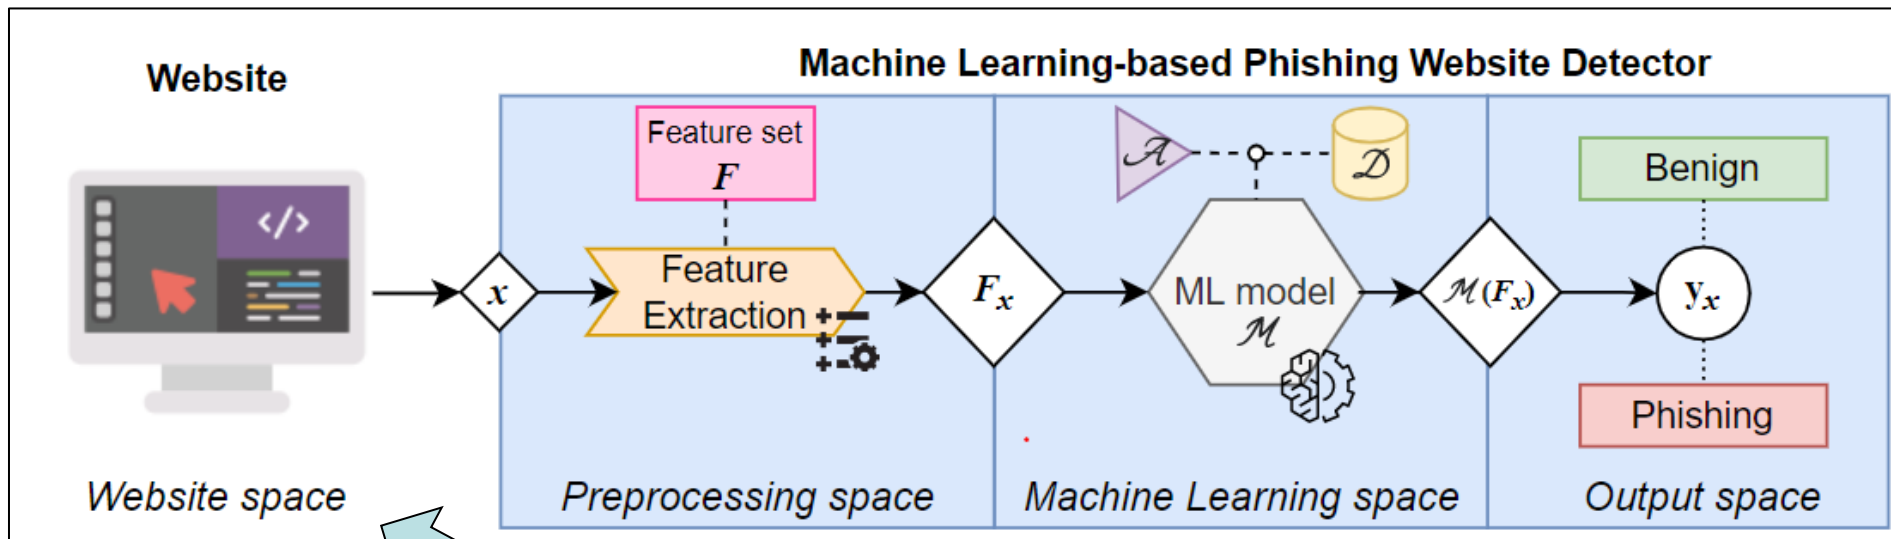 Machine Learning-based Phishing Website Detector
Website
Feature set
F
𝒜
𝒟
Benign
</>
x
Feature
Extraction
Fₓ
ML model
ℳ
ℳ(Fₓ)
yₓ
Phishing
Website space
Preprocessing space
Machine Learning space
Output space